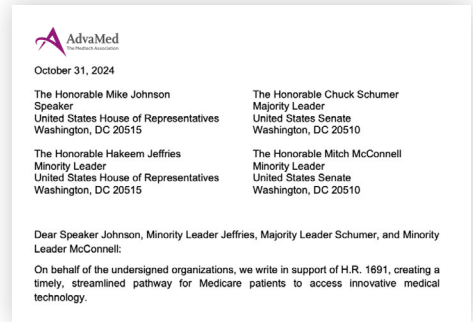 AdvaMed
The Medtech Association
October 31, 2024
The Honorable Mike Johnson
Speaker
United States House of Representatives
Washington, DC 20515
The Honorable Chuck Schumer
Majority Leader
United States Senate
Washington, DC 20510
The Honorable Hakeem Jeffries
Minority Leader
United States House of Representatives
Washington, DC 20515
The Honorable Mitch McConnell
Minority Leader
United States Senate
Washington, DC 20510
Dear Speaker Johnson, Minority Leader Jeffries, Majority Leader Schumer, and Minority
Leader McConnell:
On behalf of the undersigned organizations, we write in support of H.R. 1691, creating a
timely, streamlined pathway for Medicare patients to access innovative medical
technology.